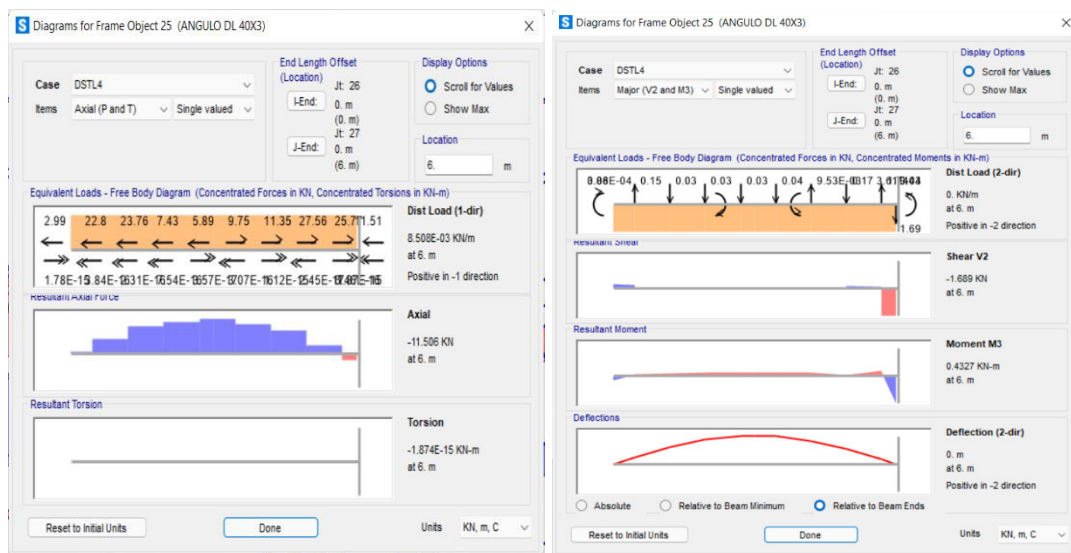 Diagrams for Frame Object 25 (ANGULO DL 40X3)
Case DSTL4
Items Axial (P and T) Single valued
End Length Offset
(Location)
Jt: 26
I-End: 0. m
(0. m)
Jt: 27
J-End: 0. m
(6. m)
Display Options
Scroll for Values
Show Max
Location
6. m
Equivalent Loads - Free Body Diagram (Concentrated Forces in KN, Concentrated Torsions in KN-m)
2.99 22.8 23.76 7.43 5.89 9.75 11.35 27.56
Dist Load (1-dir)
8.508E-03 KN/m
at 6. m
Positive in -1 direction
Resultant Axial Force
Axial
-11.506 KN
at 6. m
Resultant Torsion
Torsion
-1.874E-15 KN-m
at 6. m
Reset to Initial Units Done Units KN, m, C
Diagrams for Frame Object 25 (ANGULO DL 40X3)
Case DSTL4
Items Major (V2 and M3) Single valued
End Length Offset
(Location)
Jt: 26
I-End: 0. m
(0. m)
Jt: 27
J-End: 0. m
(6. m)
Display Options
Scroll for Values
Show Max
Location
6. m
Equivalent Loads - Free Body Diagram (Concentrated Forces in KN, Concentrated Moments in KN-m)
0.15 0.03 0.03 0.03 0.04
1.69
Dist Load (2-dir)
0. KN/m
at 6. m
Positive in -2 direction
Resultant Shear
Shear V2
-1.689 KN
at 6. m
Resultant Moment
Moment M3
0.4327 KN-m
at 6. m
Deflections
Deflection (2-dir)
0. m
at 6. m
Positive in -2 direction
Absolute Relative to Beam Minimum Relative to Beam Ends
Reset to Initial Units Done Units KN, m, C